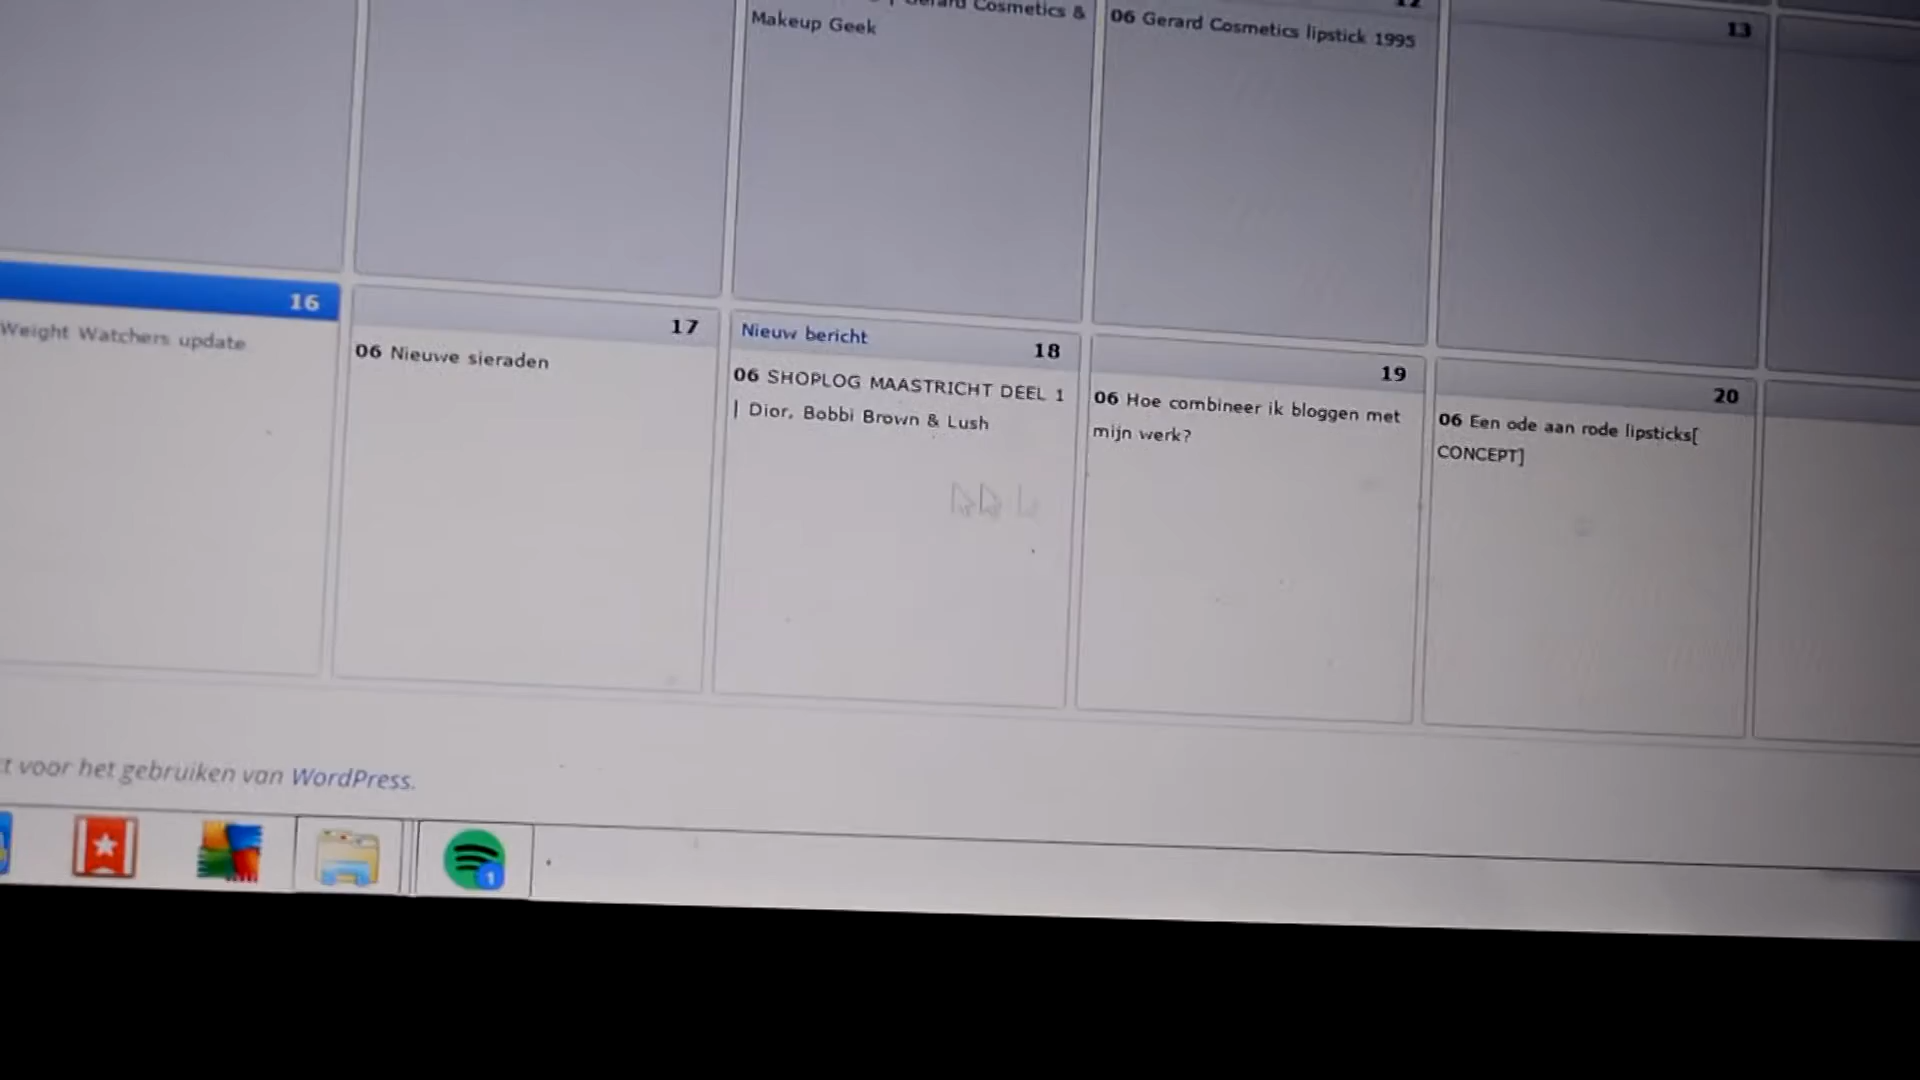 Cosmetics &
Makeup Geek
12
06 Gerard Cosmetics lipstick 1995
13
16
Weight Watchers update
17
06 Nieuwe sieraden
Nieuw bericht
18
06 SHOPLOG MAASTRICHT DEEL 1
| Dior, Bobbi Brown & Lush
19
06 Hoe combineer ik bloggen met
mijn werk?
20
06 Een ode aan rode lipsticks[
CONCEPT]
t voor het gebruiken van WordPress.
1